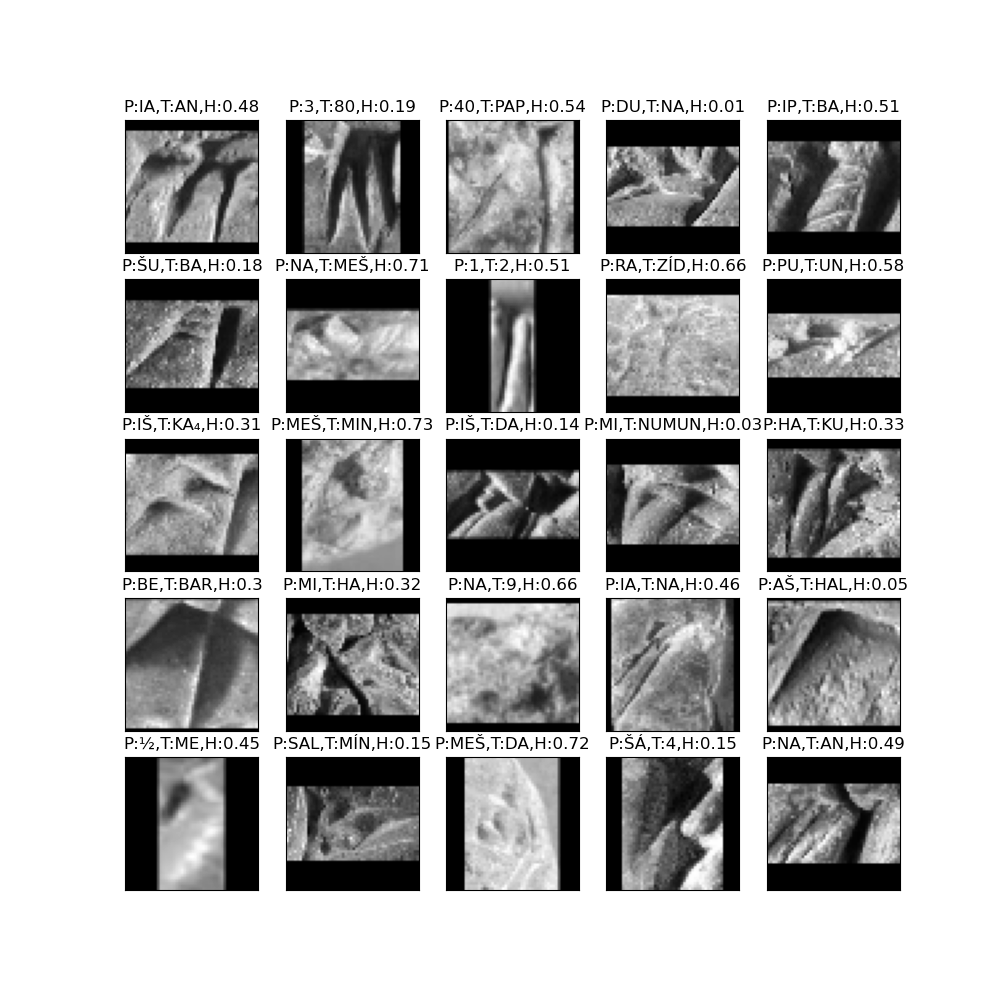 P:IA,T:AN,H:0.48 P:3,T:80,H:0.19 P:40,T:PAP,H:0.54 P:DU,T:NA,H:0.01 P:IP,T:BA,H:0.51
P:ŠU,T:BA,H:0.18 P:NA,T:MEŠ,H:0.71 P:1,T:2,H:0.51 P:RA,T:ZÍD,H:0.66 P:PU,T:UN,H:0.58
P:IŠ,T:KA₄,H:0.31 P:MEŠ,T:MIN,H:0.73 P:IŠ,T:DA,H:0.14 P:MI,T:NUMUN,H:0.03 P:HA,T:KU,H:0.33
P:BE,T:BAR,H:0.3 P:MI,T:HA,H:0.32 P:NA,T:9,H:0.66 P:IA,T:NA,H:0.46 P:AŠ,T:HAL,H:0.05
P:½,T:ME,H:0.45 P:SAL,T:MÍN,H:0.15 P:MEŠ,T:DA,H:0.72 P:ŠÁ,T:4,H:0.15 P:NA,T:AN,H:0.49